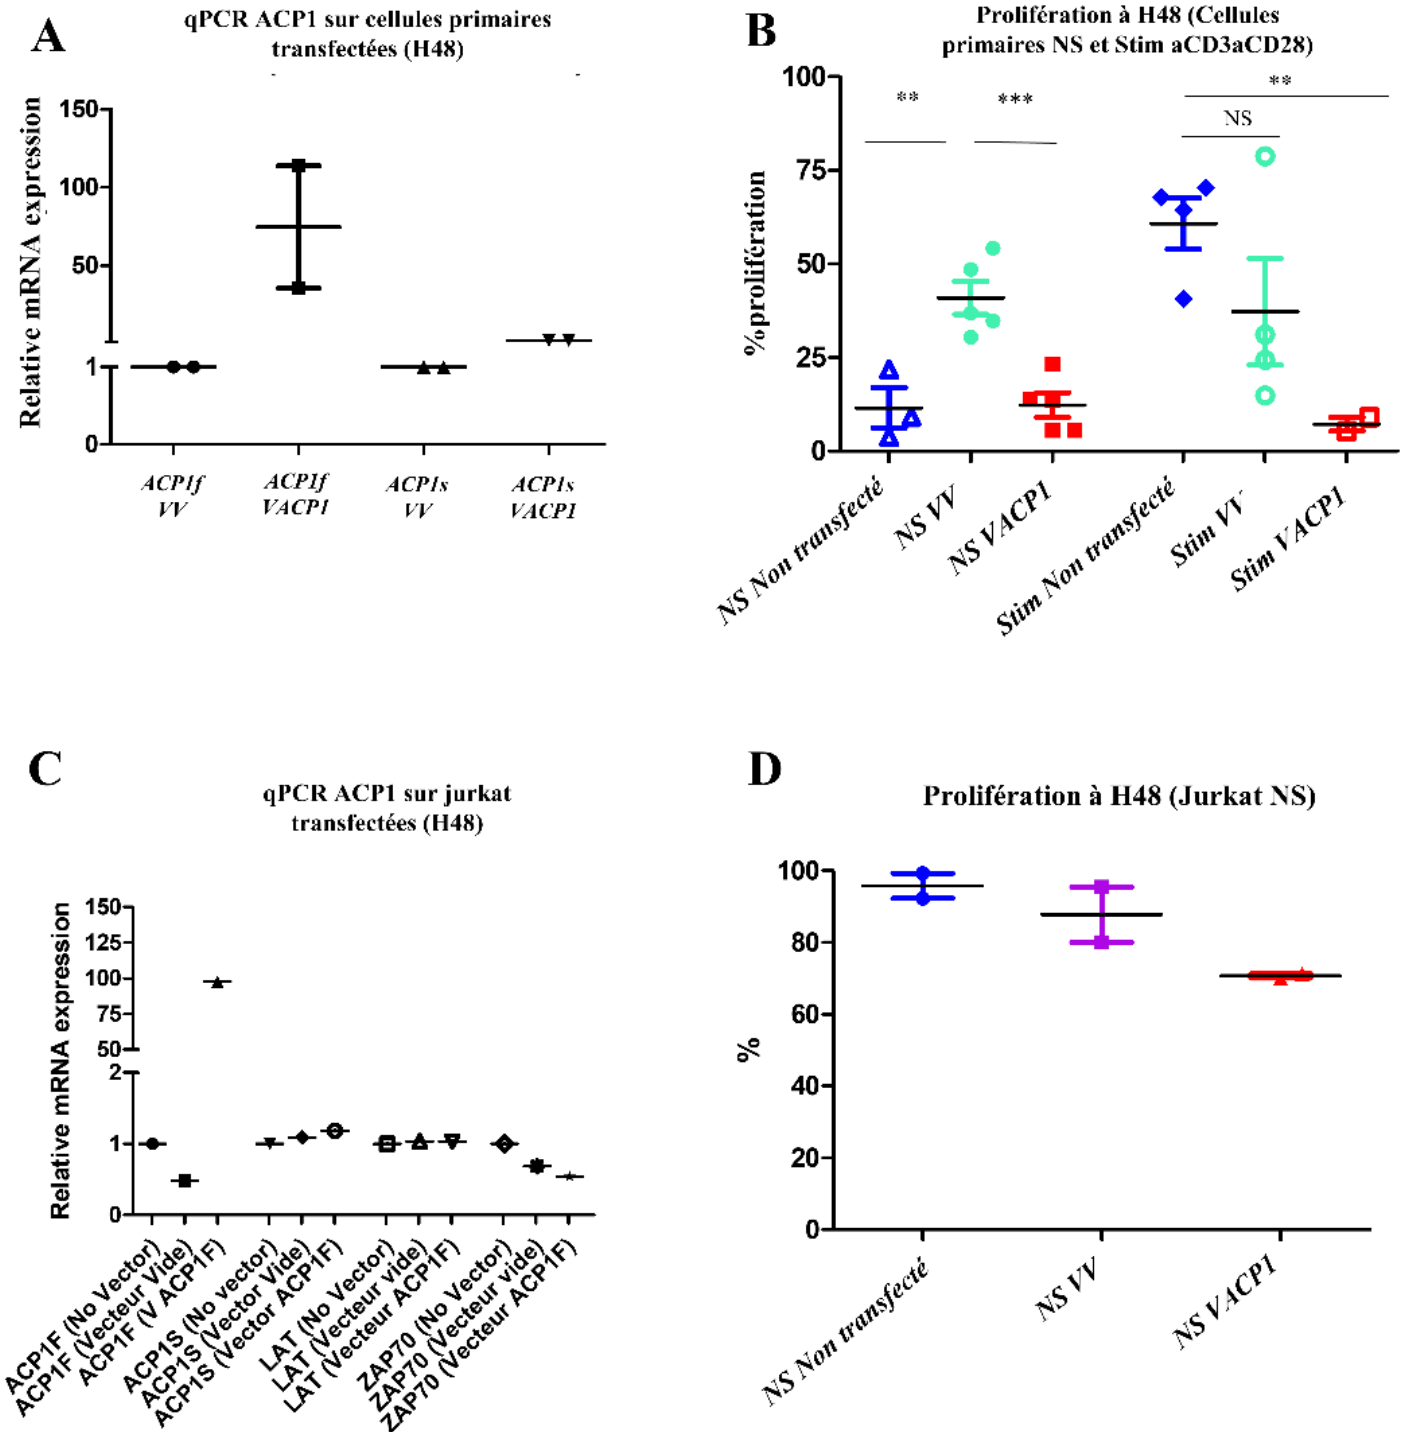 A
qPCR ACP1 sur cellules primaires
transfectées (H48)
Relative mRNA expression
150
100
50
1
0
ACP1f
VV
ACP1f
VACP1
ACP1s
VV
ACP1s
VACP1
B
Prolifération à H48 (Cellules
primaires NS et Stim aCD3aCD28)
%prolifération
100
75
50
25
0
**
***
**
NS
NS Non transfecté
NS VV
NS VACP1
Stim Non transfecté
Stim VV
Stim VACP1
C
qPCR ACP1 sur jurkat
transfectées (H48)
Relative mRNA expression
150
125
100
75
50
2
1
0
ACP1F (No Vector)
ACP1F (Vecteur Vide)
ACP1F (V ACP1F)
ACP1S (No vector)
ACP1S (Vector Vide)
ACP1S (Vector ACP1F)
LAT (No Vector)
LAT (Vecteur vide)
LAT (Vecteur ACP1F)
ZAP70 (No Vector)
ZAP70 (Vecteur vide)
ZAP70 (Vecteur ACP1F)
D
Prolifération à H48 (Jurkat NS)
%
100
80
60
40
20
0
NS Non transfecté
NS VV
NS VACP1